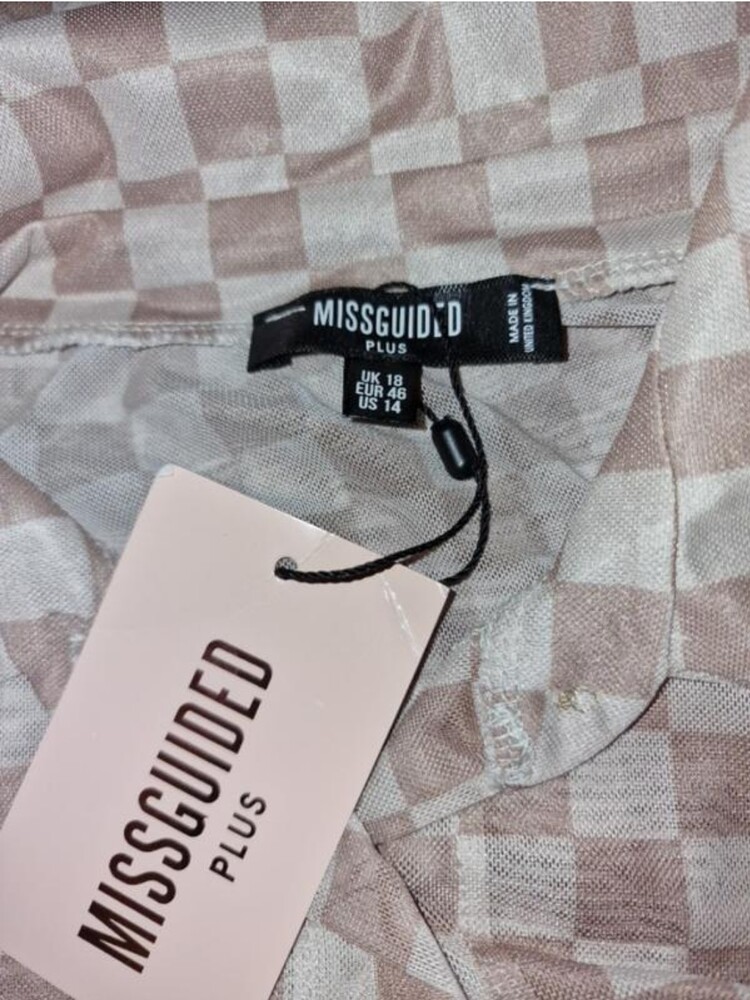 MISSGUIDED
PLUS
MADE IN
UNITED KINGDOM
UK 18
EUR 46
US 14
MISSGUIDED
PLUS